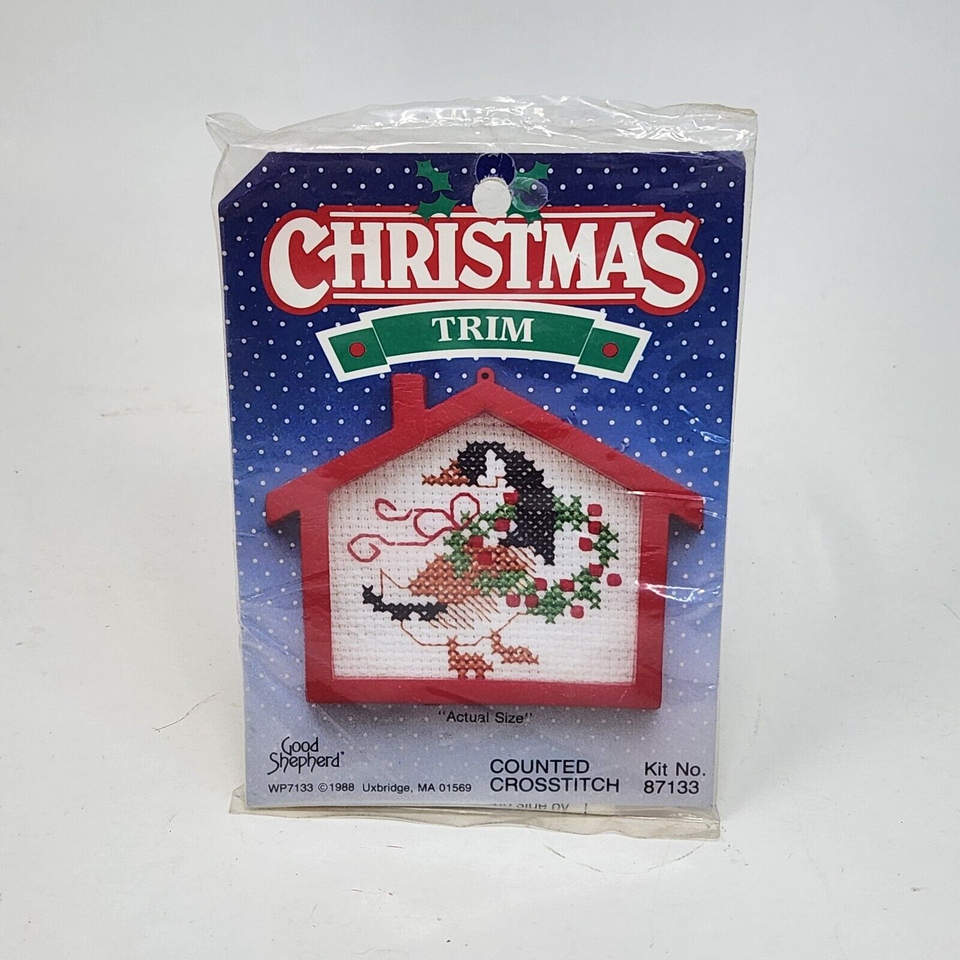 CHRISTMAS
TRIM
"Actual Size"
Good
Shepherd
WP7133 ©1988 Uxbridge, MA 01569
COUNTED
CROSSTITCH
Kit No.
87133